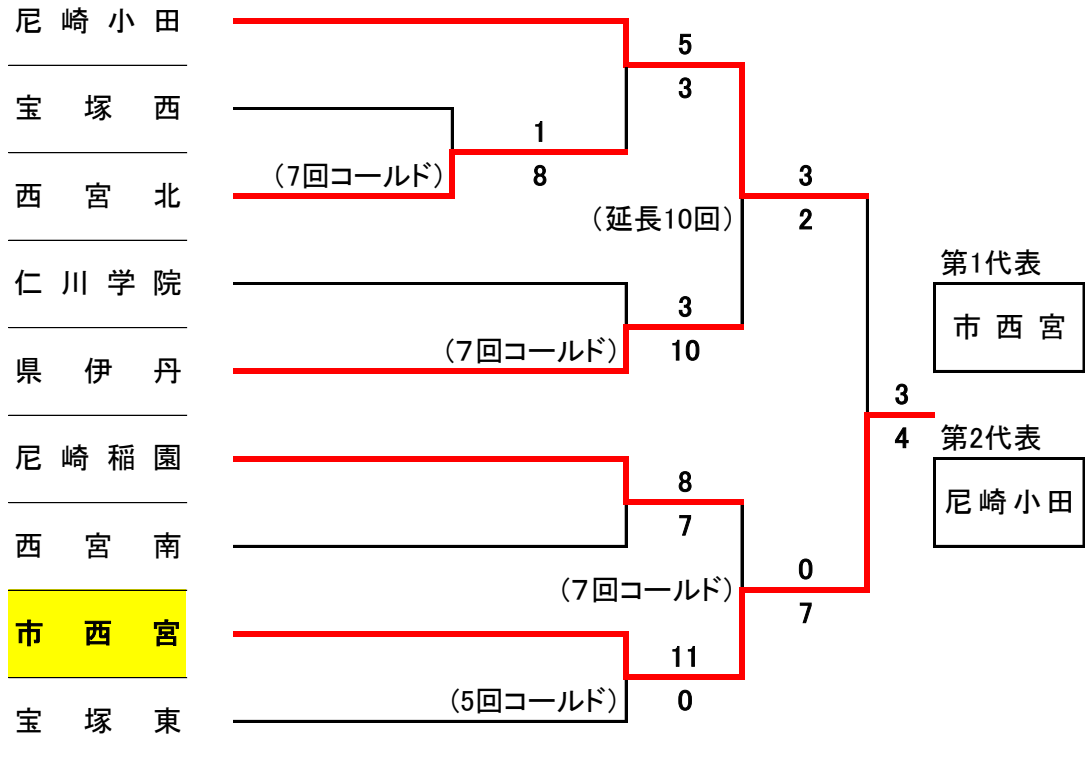 尼崎小田
5
3
宝塚西
1
(7回コールド)
8
西宮北
3
(延長10回)
2
仁川学院
第1代表
市西宮
3
(7回コールド)
10
県伊丹
3
4
第2代表
尼崎小田
尼崎稲園
8
7
西宮南
0
(7回コールド)
7
市西宮
11
(5回コールド)
0
宝塚東